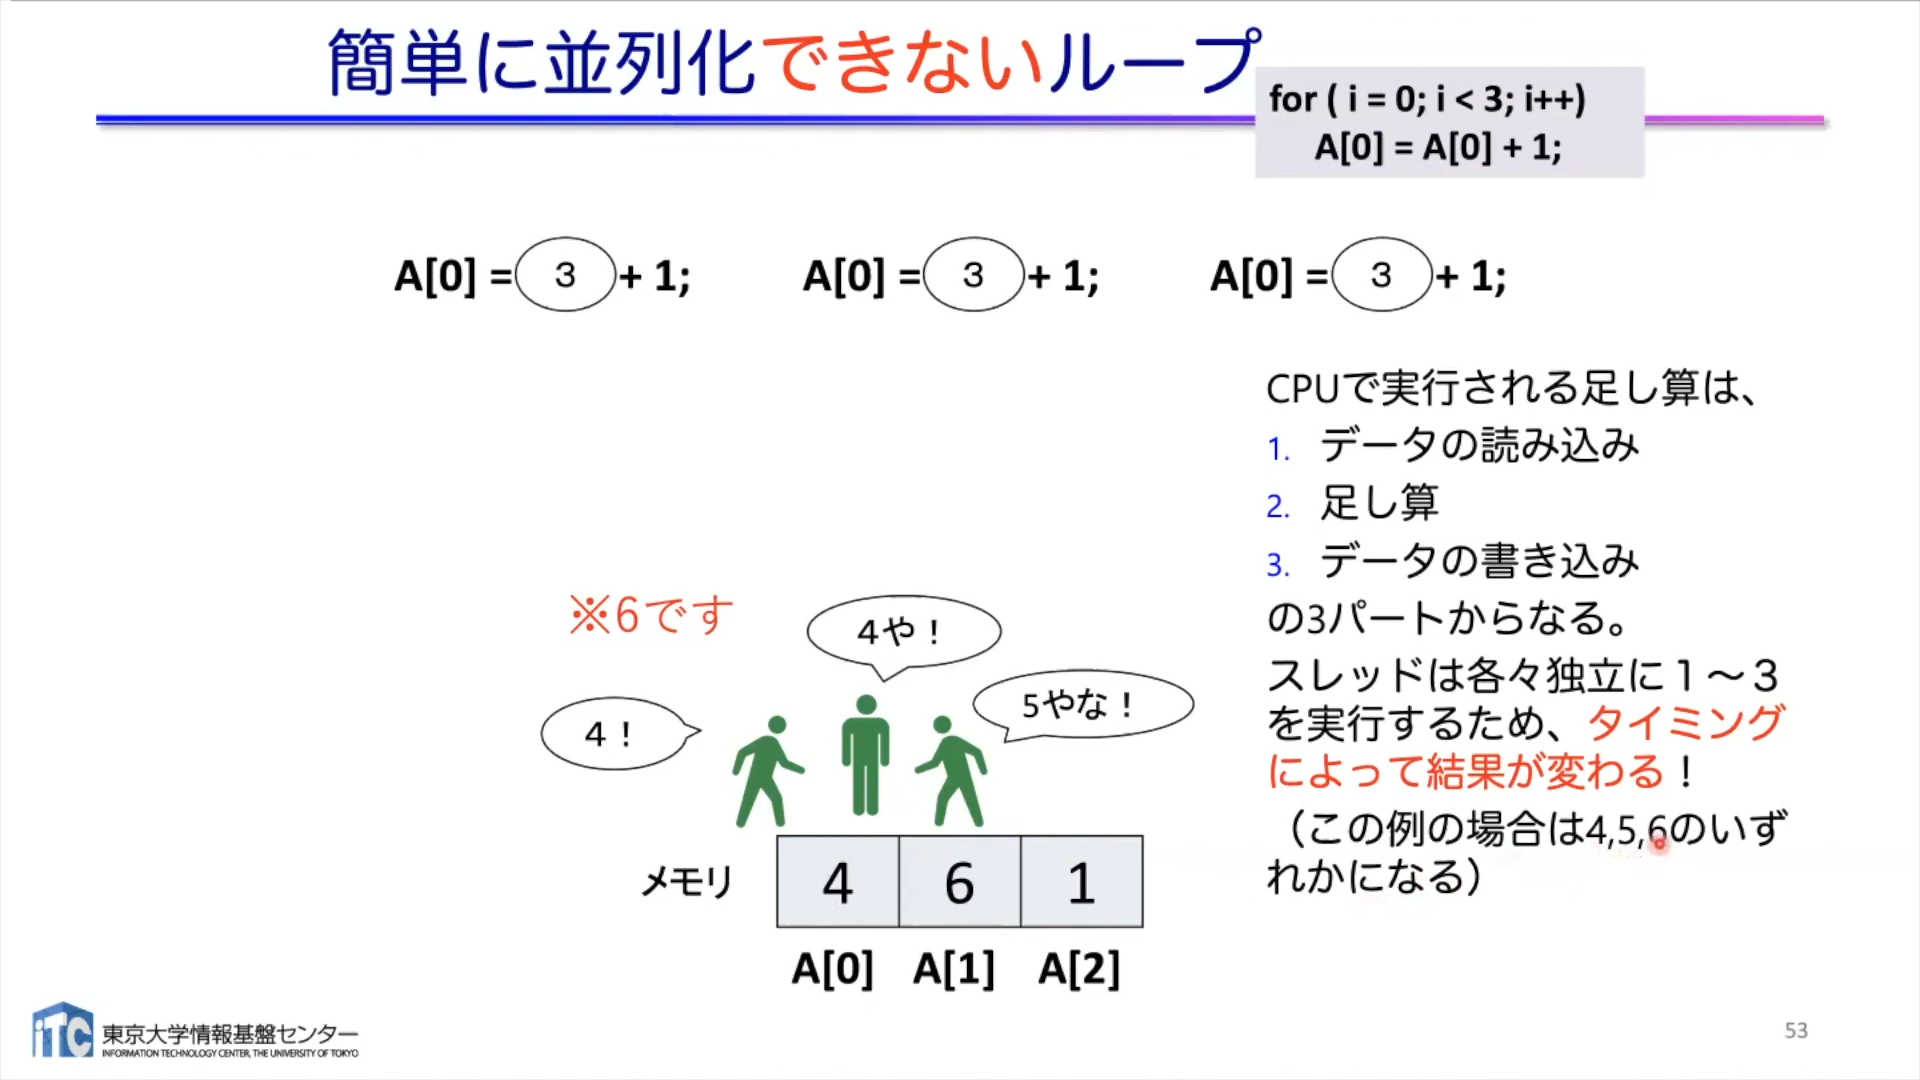 簡単に並列化できないループ
for ( i = 0; i < 3; i++)
A[0] = A[0] + 1;
A[0] = 3 + 1;
A[0] = 3 + 1;
A[0] = 3 + 1;
CPUで実行される足し算は、
1. データの読み込み
2. 足し算
3. データの書き込み
の3パートからなる。
スレッドは各々独立に１～３
を実行するため、タイミング
によって結果が変わる！
（この例の場合は4,5,6のいず
れかになる）
※6です
4や！
5やな！
4！
メモリ
4 6 1
A[0] A[1] A[2]
iTC 東京大学情報基盤センター
INFORMATION TECHNOLOGY CENTER, THE UNIVERSITY OF TOKYO
53